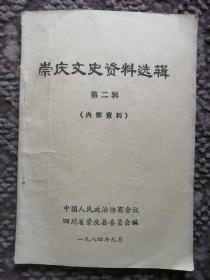 崇庆文史资料选辑
第二辑
（内部资料）
中国人民政治协商会议
四川省崇庆县委员会编
一九八四年九月